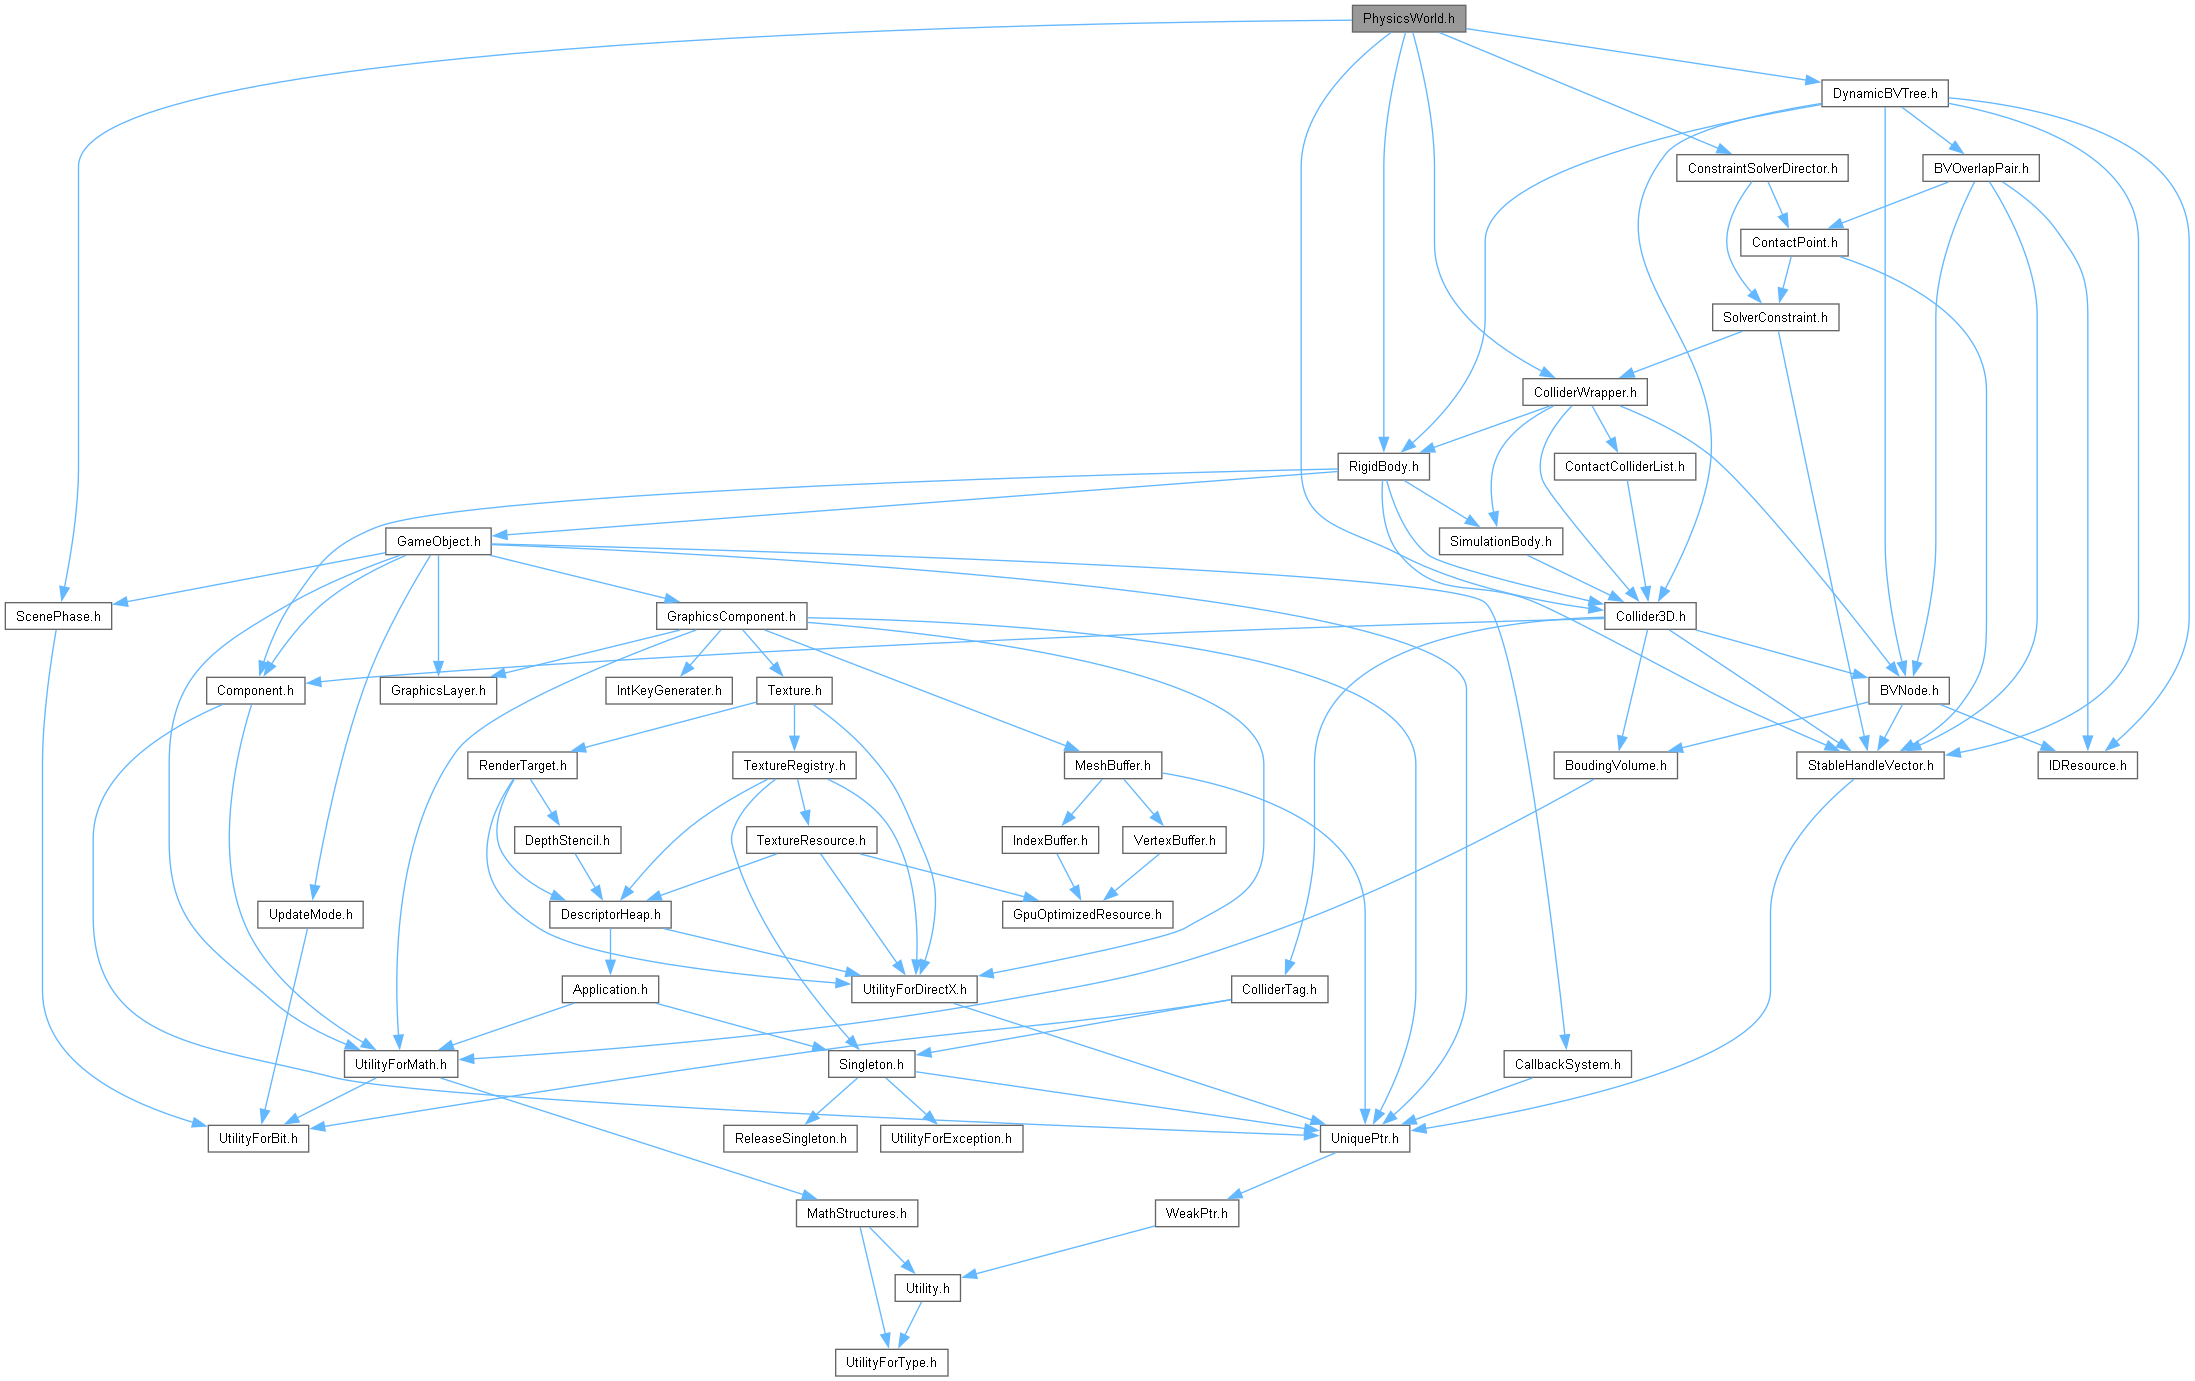 PhysicsWorld.h
DynamicBVTree.h
ConstraintSolverDirector.h
BVOverlapPair.h
ContactPoint.h
SolverConstraint.h
ColliderWrapper.h
RigidBody.h
ContactColliderList.h
GameObject.h
SimulationBody.h
ScenePhase.h
GraphicsComponent.h
Collider3D.h
Component.h
GraphicsLayer.h
IntKeyGenerater.h
Texture.h
BVNode.h
RenderTarget.h
TextureRegistry.h
MeshBuffer.h
BoudingVolume.h
StableHandleVector.h
IDResource.h
DepthStencil.h
TextureResource.h
IndexBuffer.h
VertexBuffer.h
UpdateMode.h
DescriptorHeap.h
GpuOptimizedResource.h
Application.h
UtilityForDirectX.h
ColliderTag.h
UtilityForMath.h
Singleton.h
CallbackSystem.h
UtilityForBit.h
ReleaseSingleton.h
UtilityForException.h
UniquePtr.h
MathStructures.h
WeakPtr.h
Utility.h
UtilityForType.h